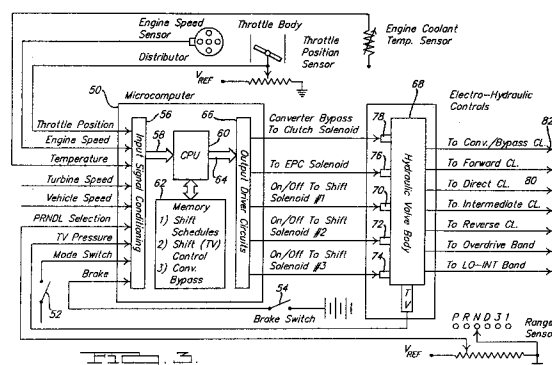 Engine Speed
Sensor
Throttle Body
Distributor
Throttle
Position
Sensor
Engine Coolant
Temp. Sensor
VREF
50
Microcomputer
68
Electro-Hydraulic
Controls
82
56
66
58
60
CPU
64
62
Throttle Position
Engine Speed
Temperature
Turbine Speed
Vehicle Speed
PRNDL Selection
TV Pressure
Mode Switch
Brake
Input Signal Conditioning
Memory
1) Shift
Schedules
2) Shift (TV)
Control
3) Conv.
Bypass
Output Driver Circuits
Converter Bypass
To Clutch Solenoid
To EPC Solenoid
On/Off To Shift
Solenoid #1
On/Off To Shift
Solenoid #2
On/Off To Shift
Solenoid #3
78
76
70
72
74
Hydraulic Valve Body
TV
To Conv./Bypass CL.
To Forward CL.
To Direct CL. 80
To Intermediate CL.
To Reverse CL.
To Overdrive Band
To LO-INT Band
52
54
Brake Switch
P R N D 3 1
Range
Sensor
VREF
FIG. 3.